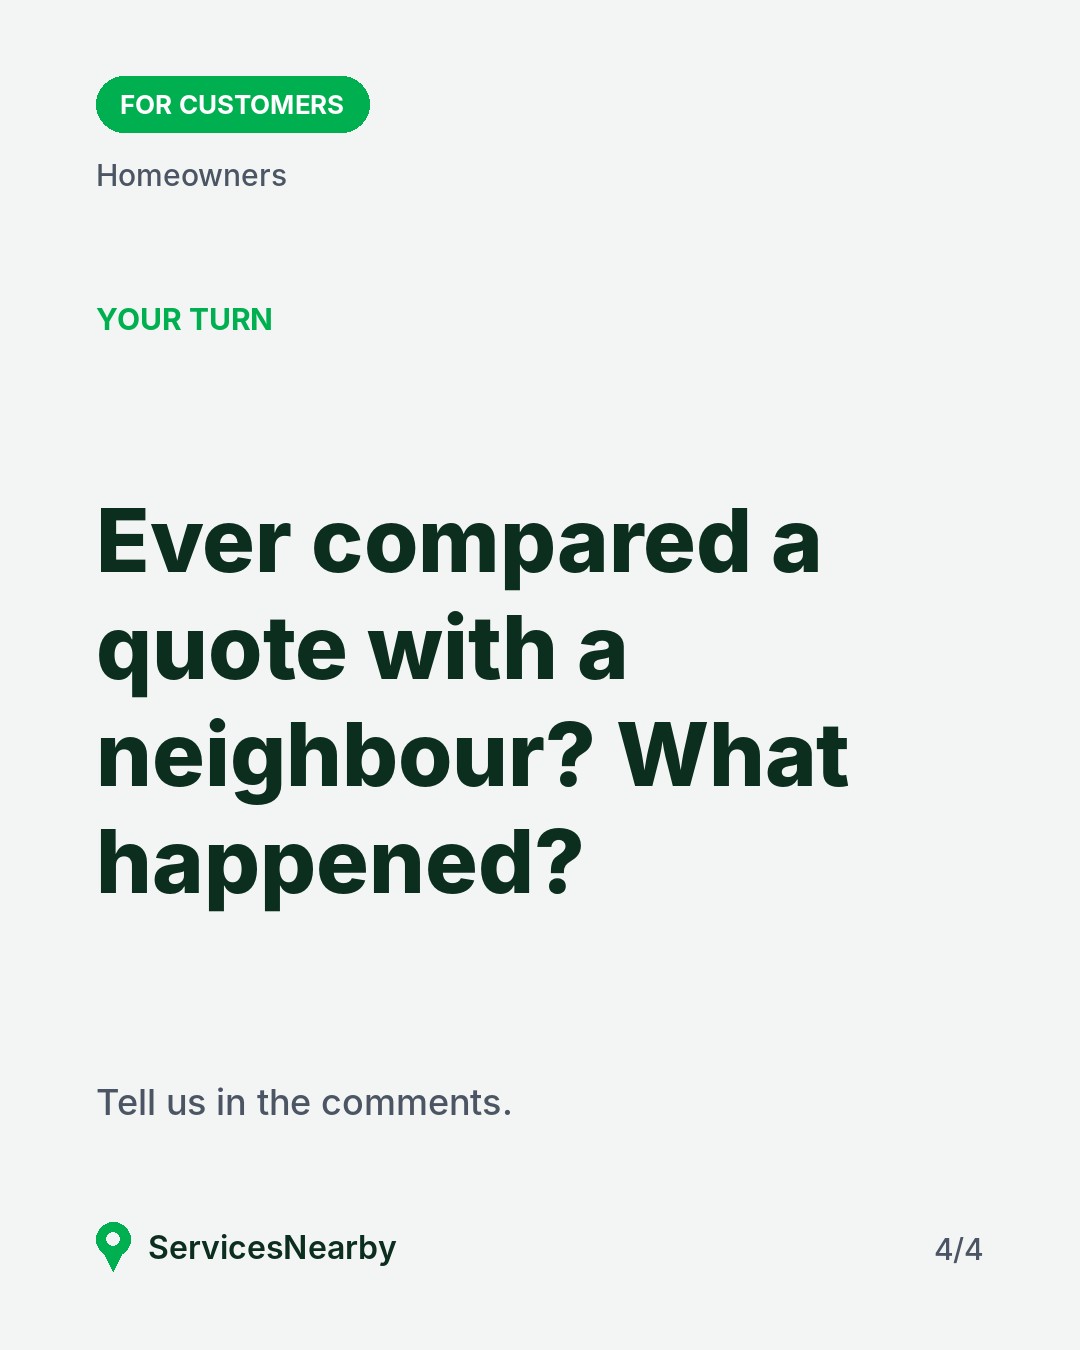 FOR CUSTOMERS
Homeowners
YOUR TURN
Ever compared a
quote with a
neighbour? What
happened?
Tell us in the comments.
ServicesNearby
4/4